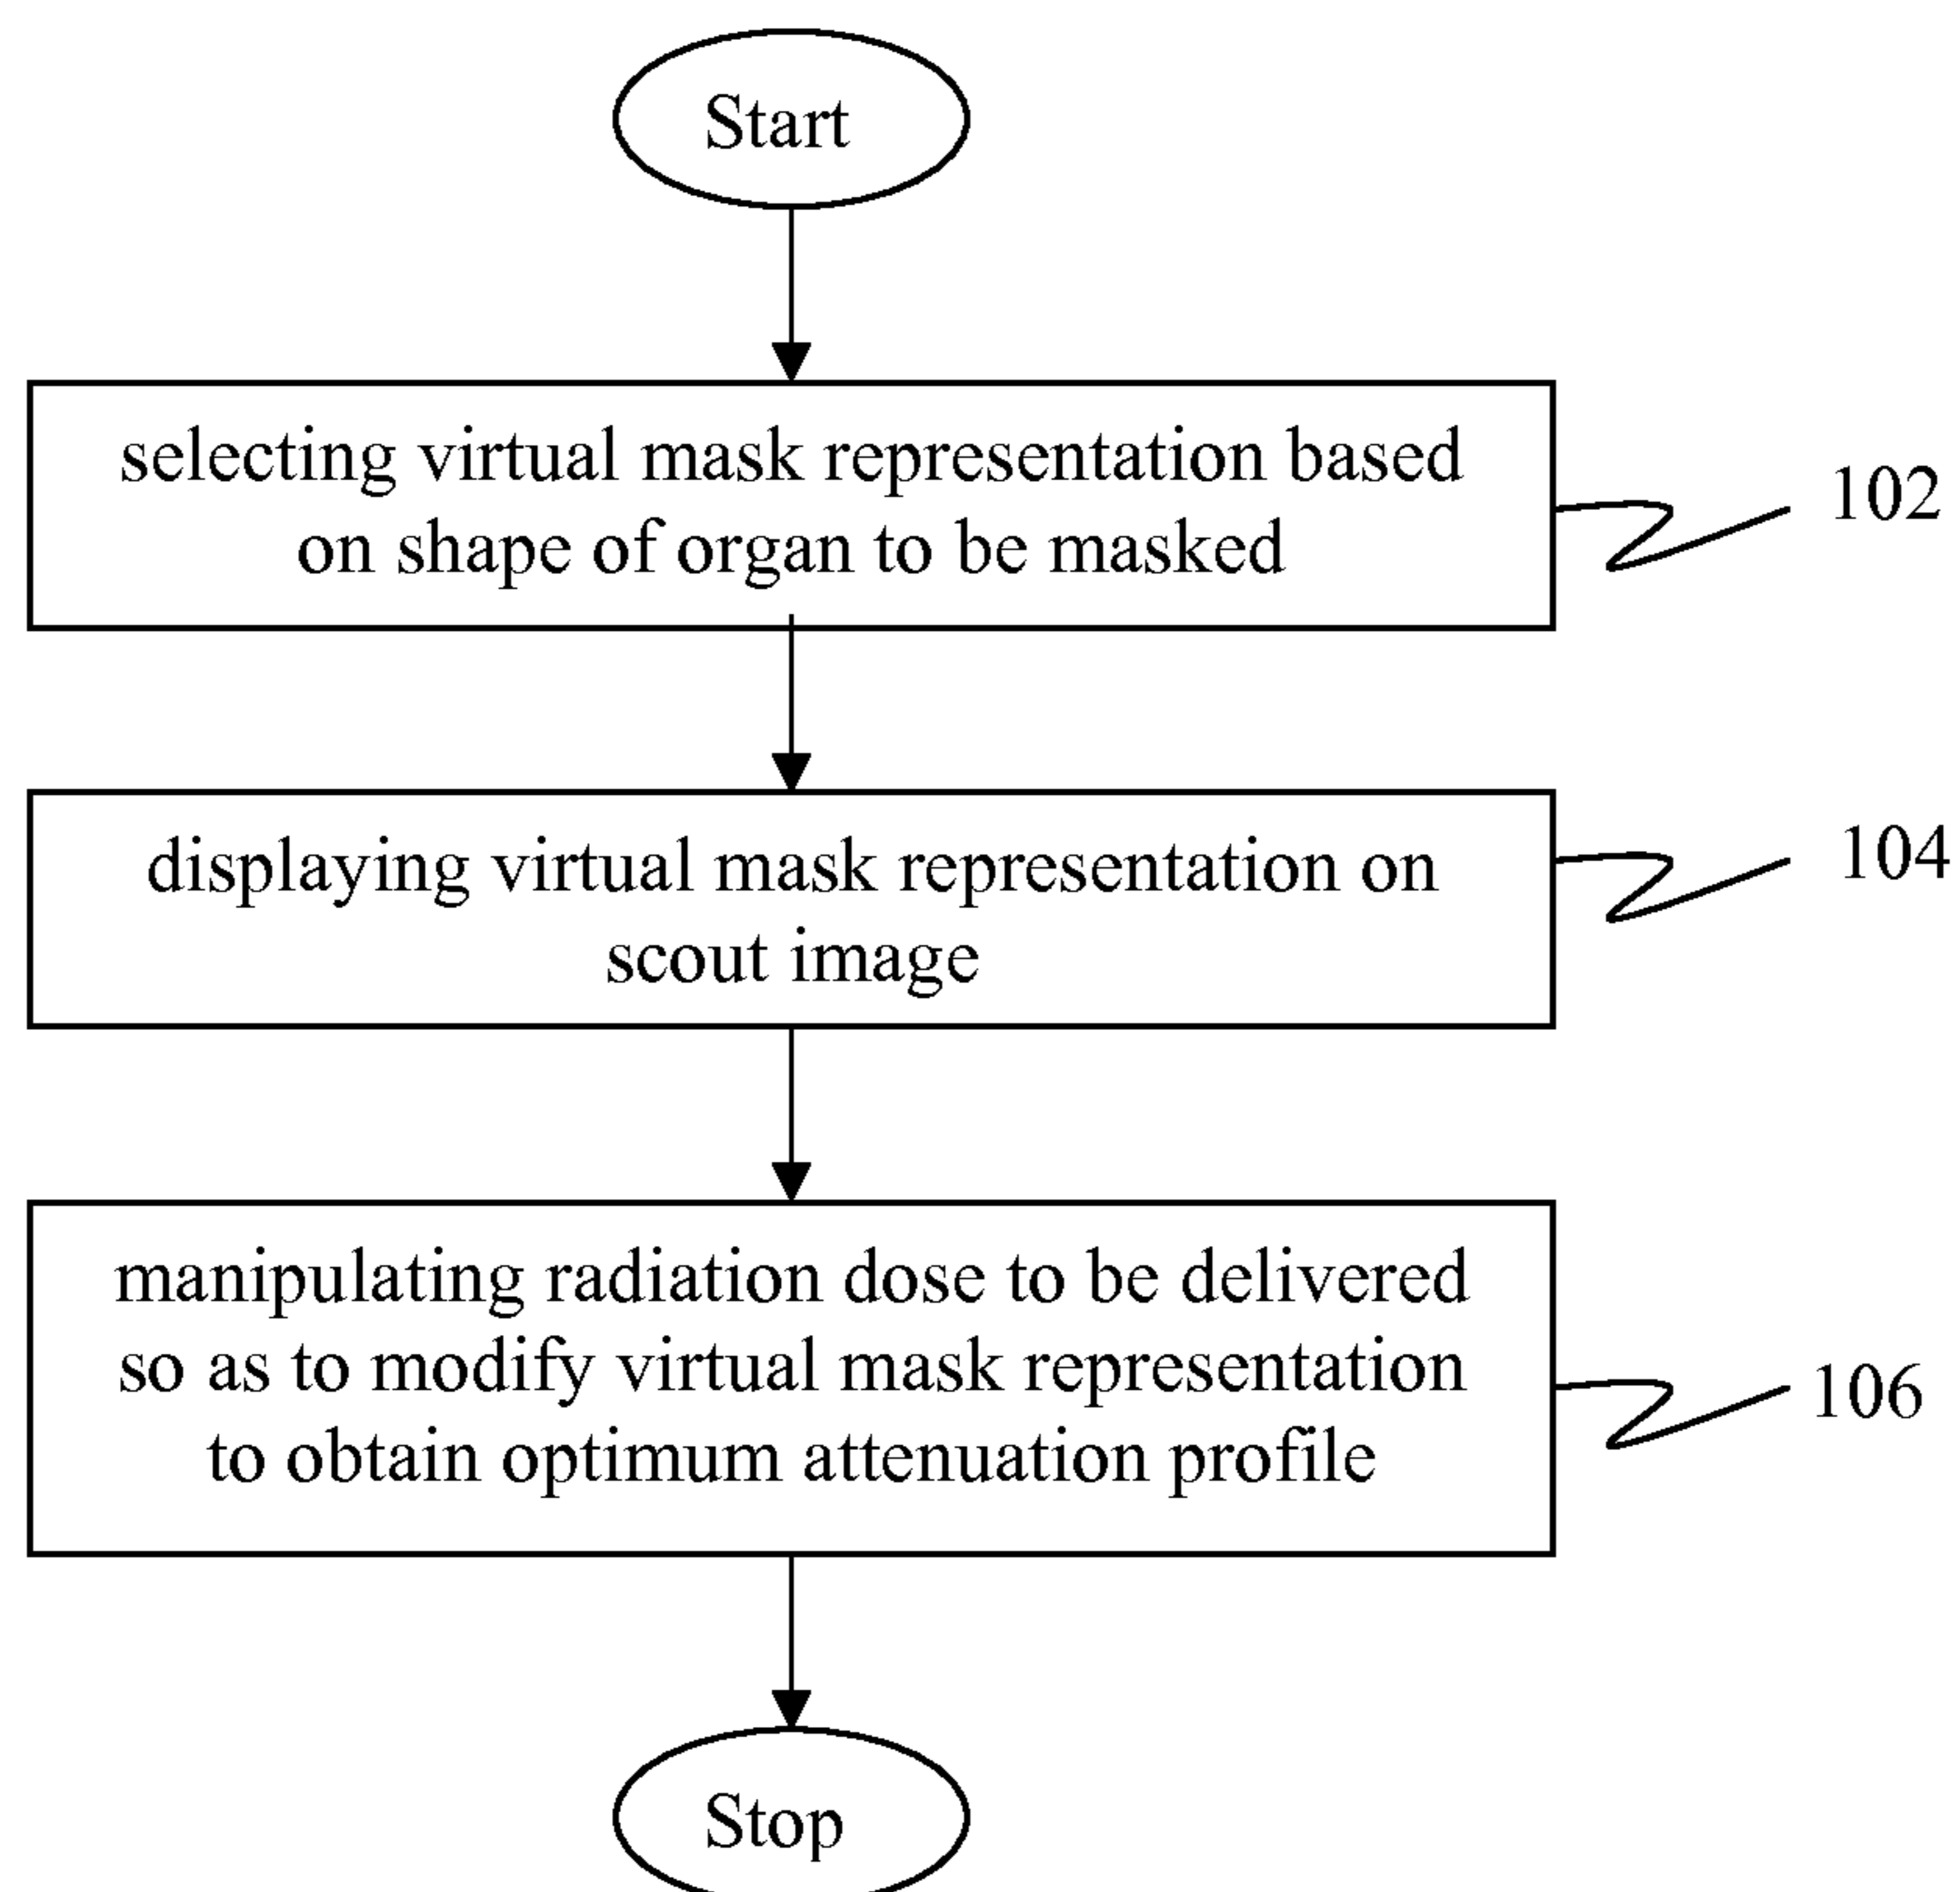 Start
selecting virtual mask representation based
on shape of organ to be masked
102
displaying virtual mask representation on
scout image
104
manipulating radiation dose to be delivered
so as to modify virtual mask representation
to obtain optimum attenuation profile
106
Stop